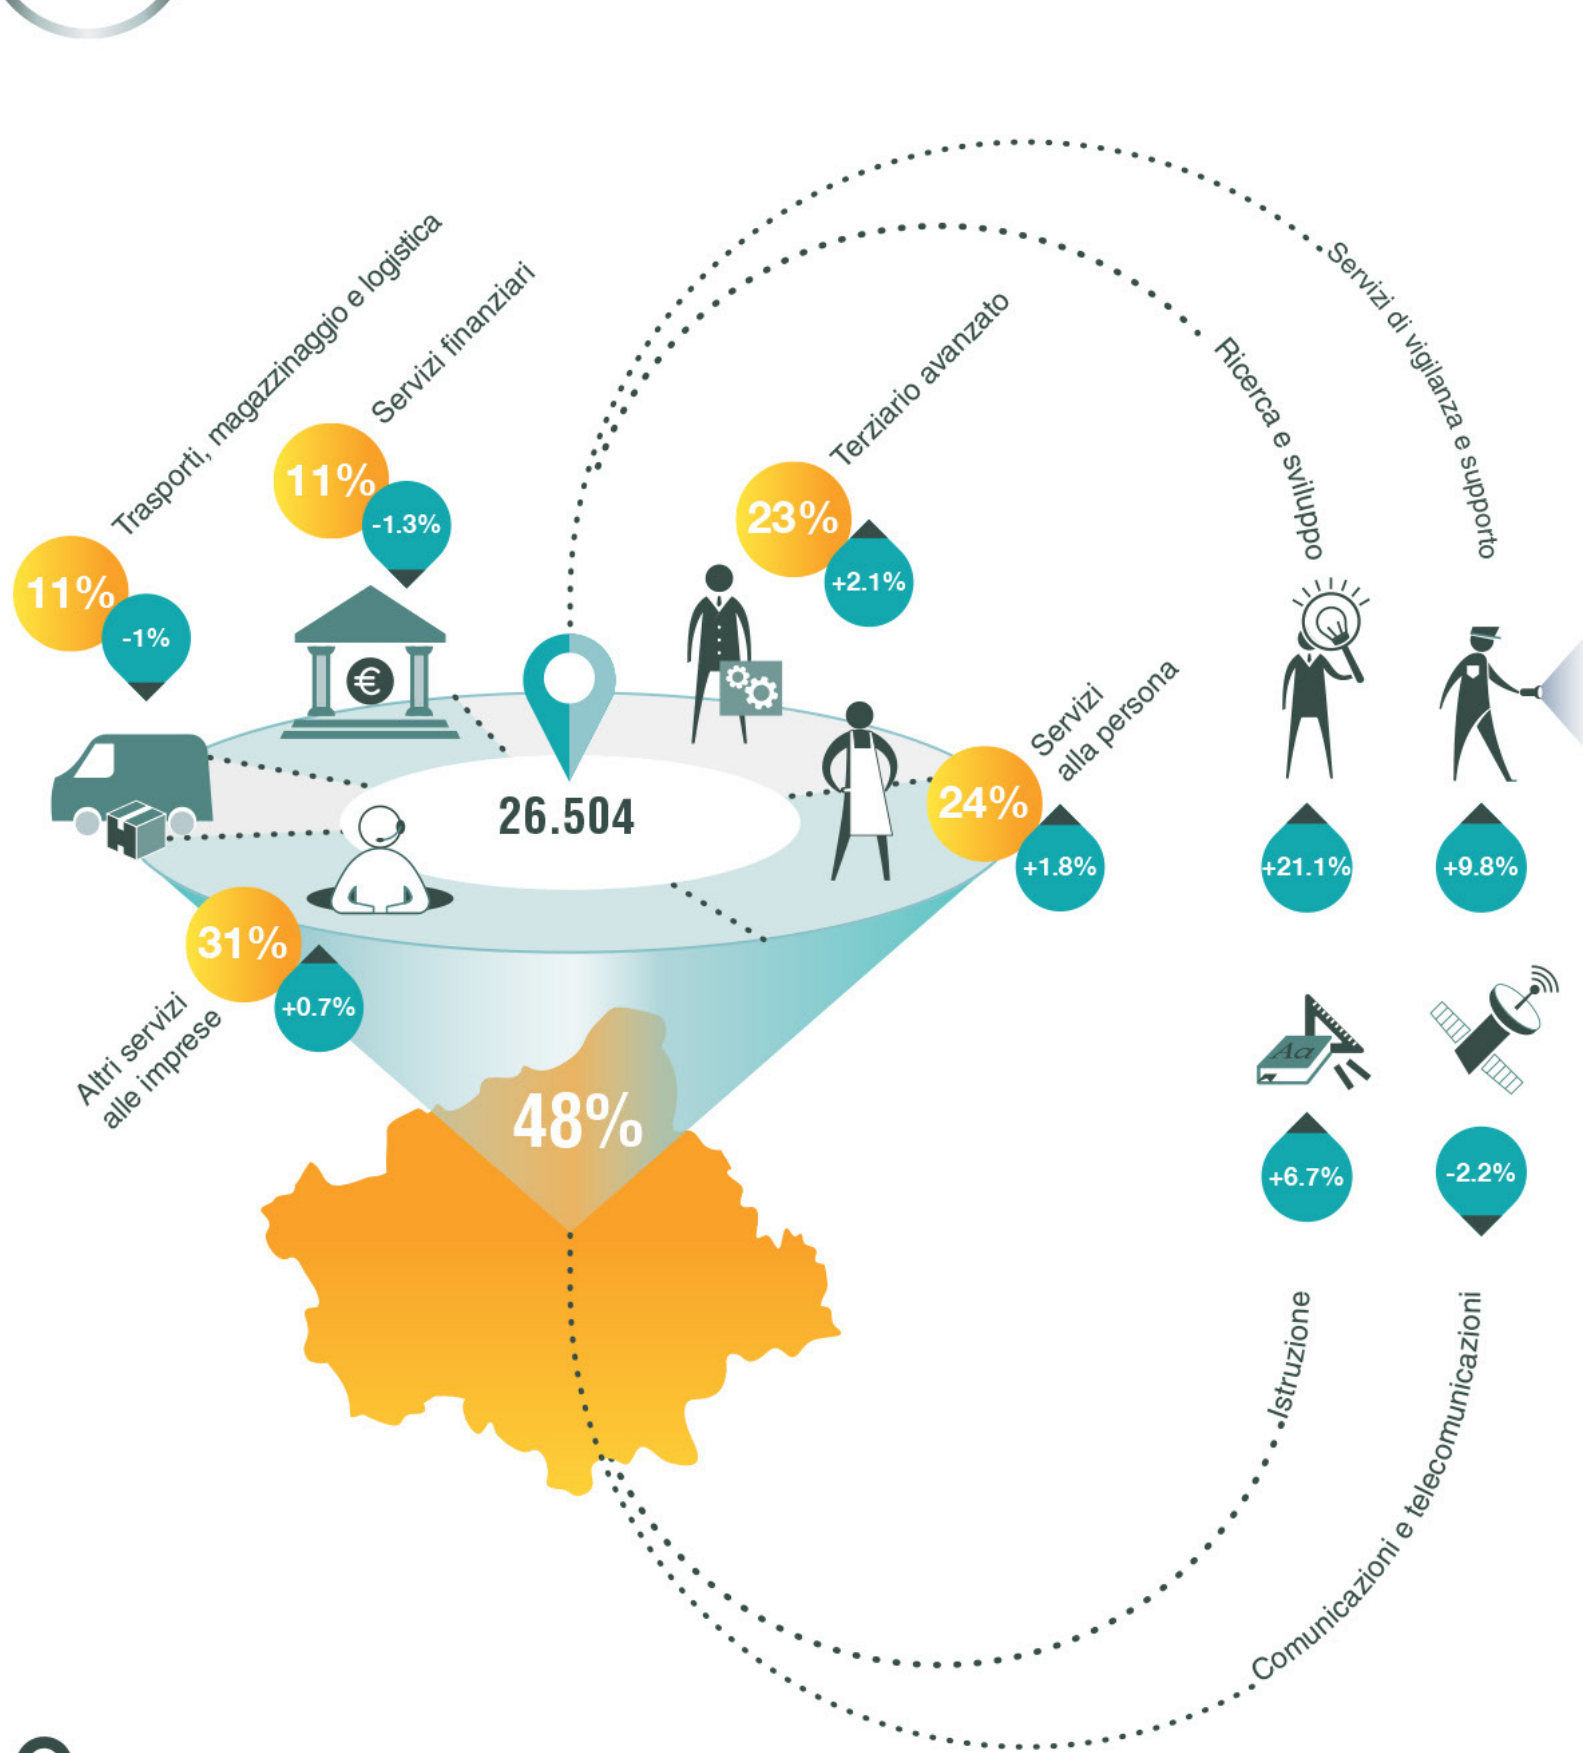 Trasporti, magazzinaggio e logistica
11%
-1%
Servizi finanziari
11%
-1.3%
€
Terziario avanzato
23%
+2.1%
Servizi
alla persona
24%
+1.8%
26.504
31%
+0.7%
Altri servizi
alle imprese
48%
Ricerca e sviluppo
+21.1%
Servizi di vigilanza e supporto
+9.8%
Aa
+6.7%
Istruzione
-2.2%
Comunicazioni e telecomunicazioni